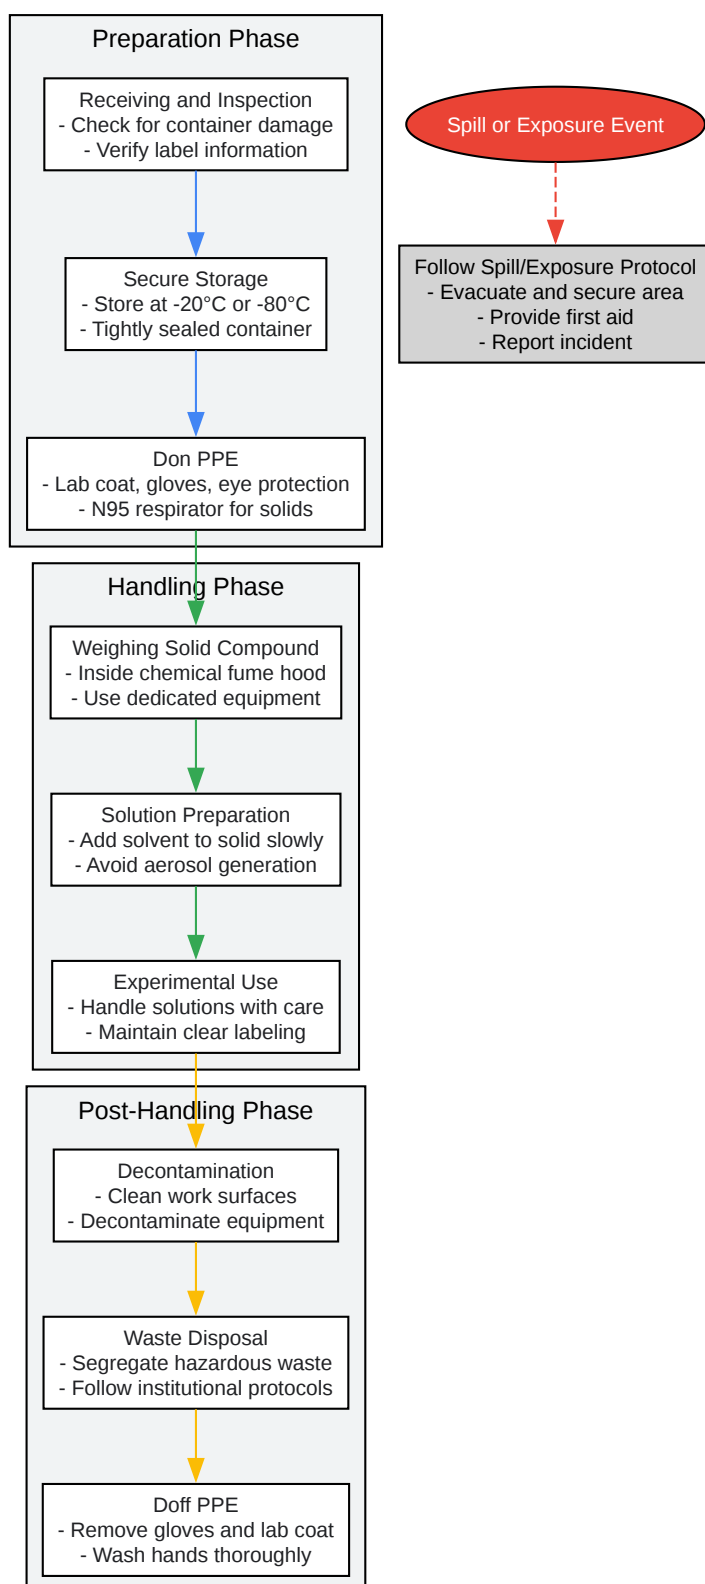 Preparation Phase
Receiving and Inspection
- Check for container damage
- Verify label information
Secure Storage
- Store at -20°C or -80°C
- Tightly sealed container
Don PPE
- Lab coat, gloves, eye protection
- N95 respirator for solids
Spill or Exposure Event
Follow Spill/Exposure Protocol
- Evacuate and secure area
- Provide first aid
- Report incident
Handling Phase
Weighing Solid Compound
- Inside chemical fume hood
- Use dedicated equipment
Solution Preparation
- Add solvent to solid slowly
- Avoid aerosol generation
Experimental Use
- Handle solutions with care
- Maintain clear labeling
Post-Handling Phase
Decontamination
- Clean work surfaces
- Decontaminate equipment
Waste Disposal
- Segregate hazardous waste
- Follow institutional protocols
Doff PPE
- Remove gloves and lab coat
- Wash hands thoroughly